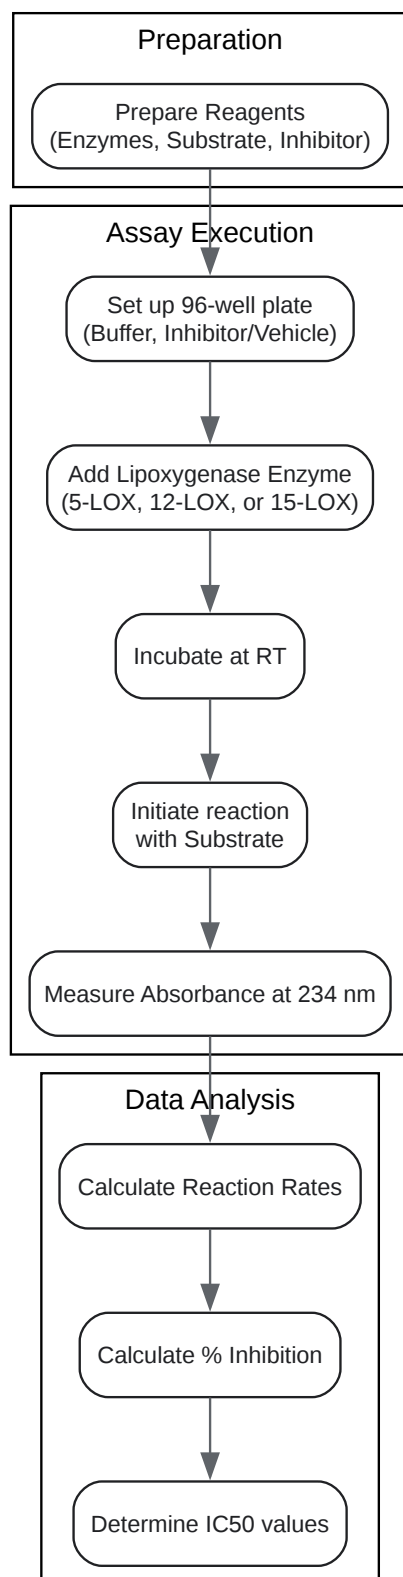 Preparation
Prepare Reagents
(Enzymes, Substrate, Inhibitor)
Assay Execution
Set up 96-well plate
(Buffer, Inhibitor/Vehicle)
Add Lipoxygenase Enzyme
(5-LOX, 12-LOX, or 15-LOX)
Incubate at RT
Initiate reaction
with Substrate
Measure Absorbance at 234 nm
Data Analysis
Calculate Reaction Rates
Calculate % Inhibition
Determine IC50 values